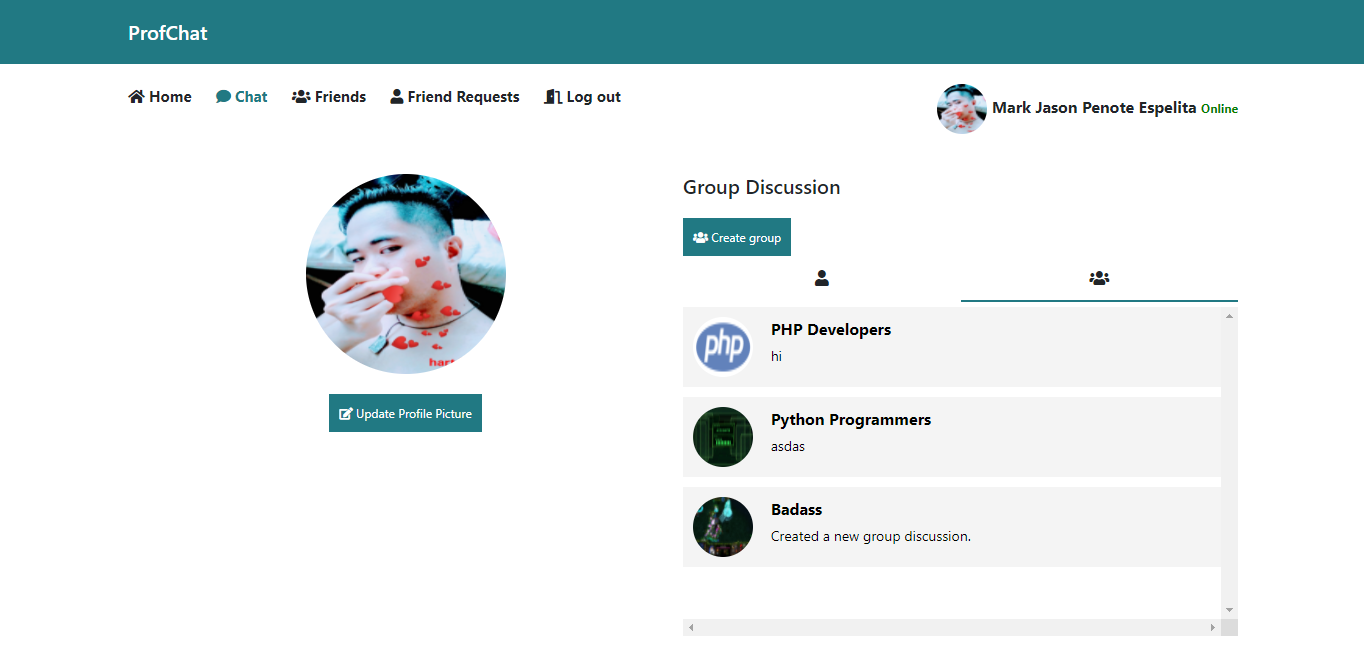 ProfChat
Home Chat Friends Friend Requests Log out
Mark Jason Penote Espelita Online
Update Profile Picture
Group Discussion
Create group
php
PHP Developers
hi
Python Programmers
asdas
Badass
Created a new group discussion.